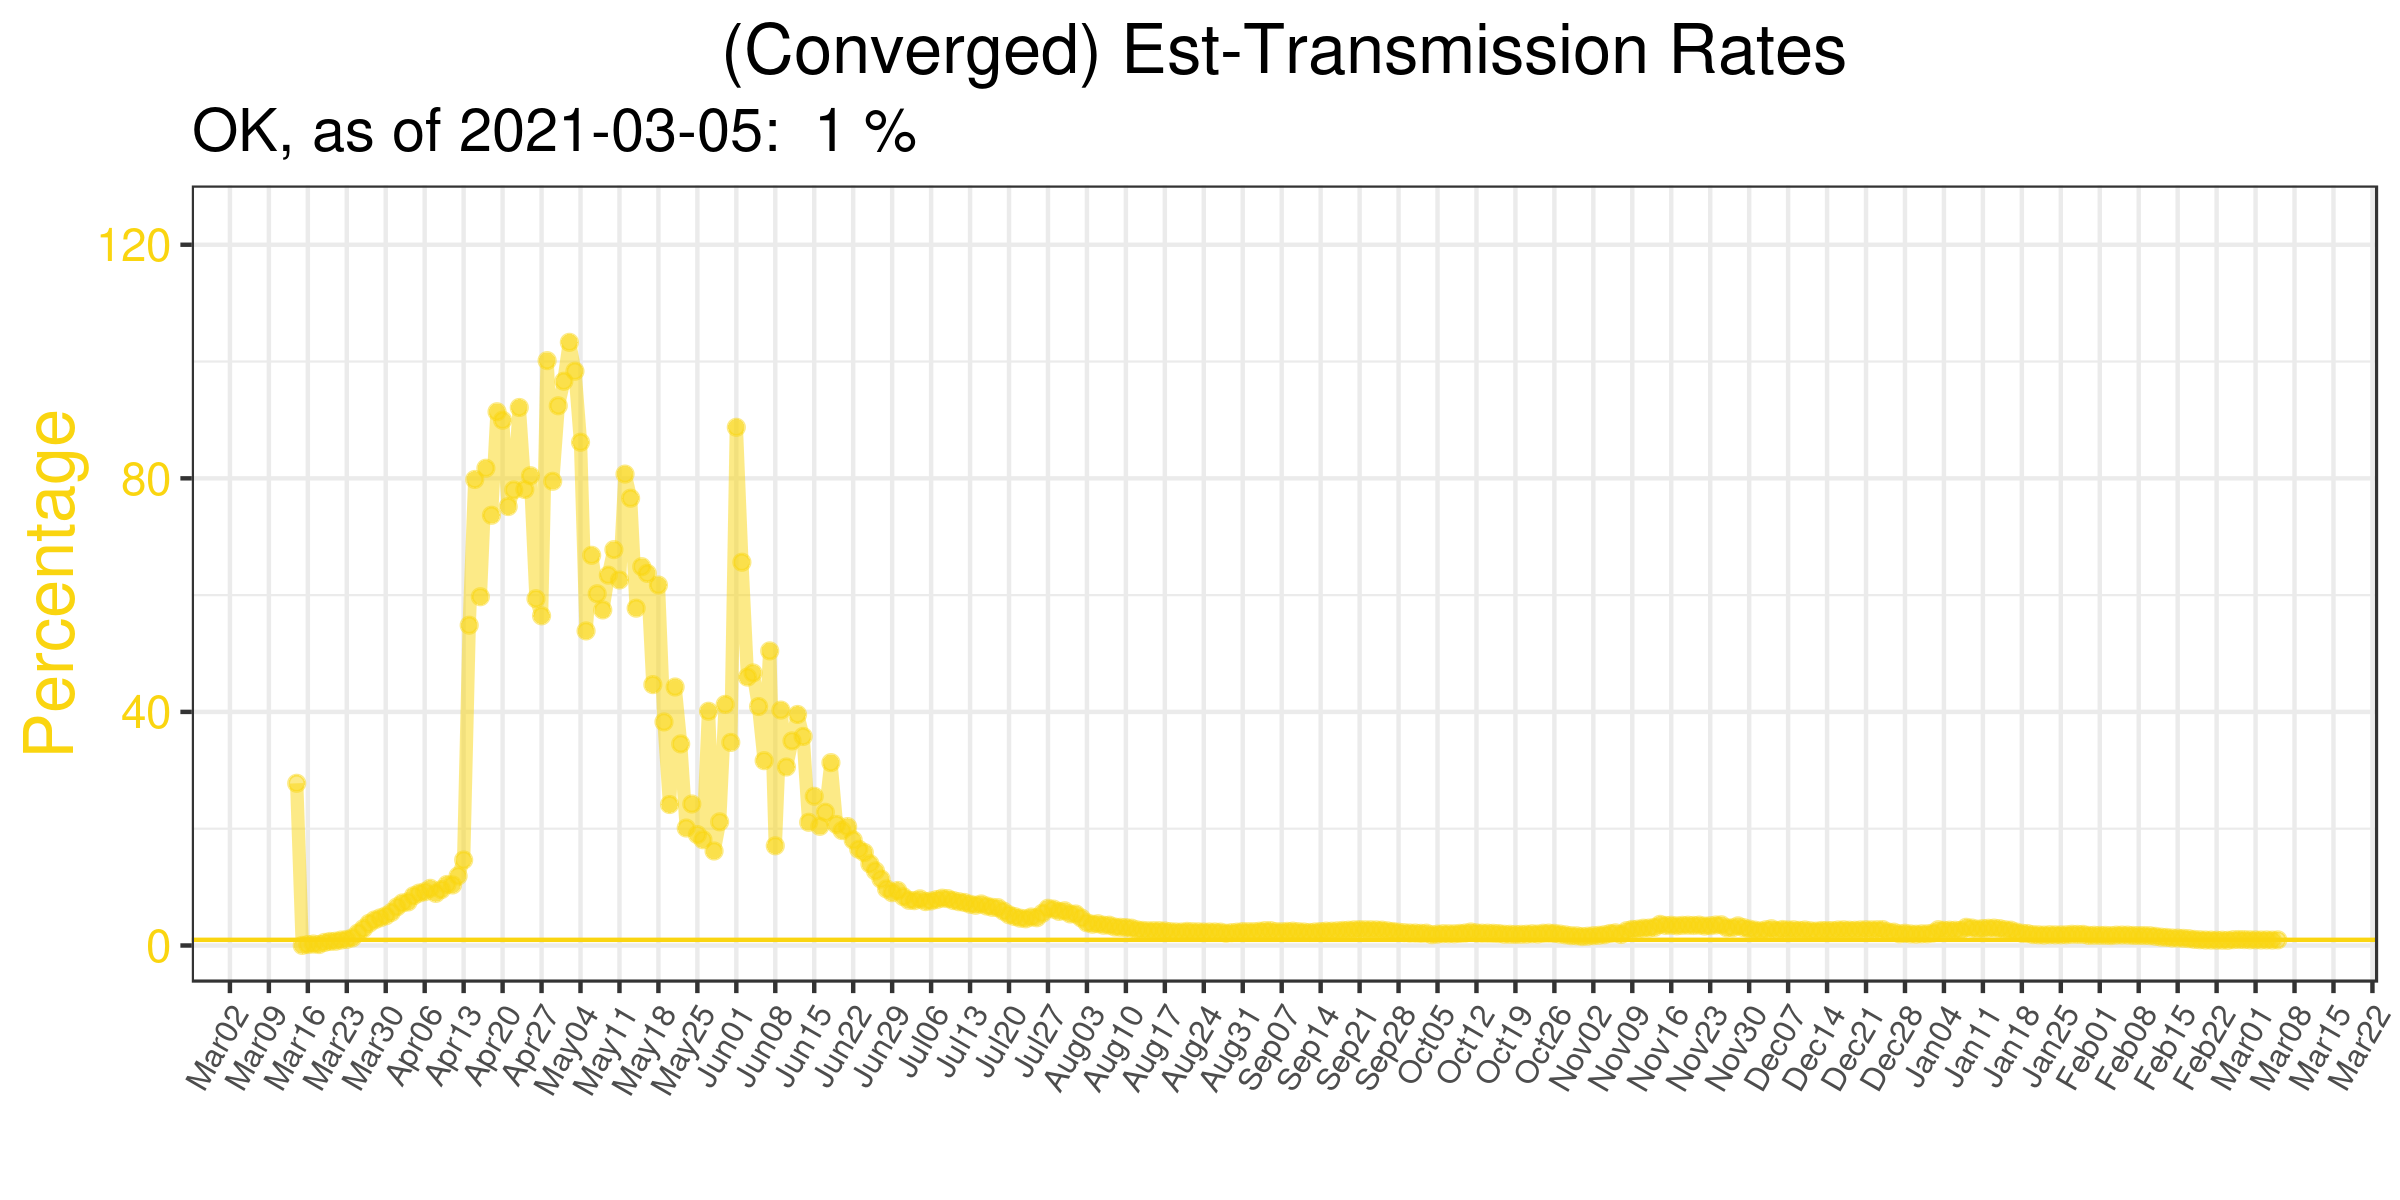 (Converged) Est-Transmission Rates
OK, as of 2021-03-05:  1 %
Percentage
120
80
40
0
Mar02
Mar09
Mar16
Mar23
Mar30
Apr06
Apr13
Apr20
Apr27
May04
May11
May18
May25
Jun01
Jun08
Jun15
Jun22
Jun29
Jul06
Jul13
Jul20
Jul27
Aug03
Aug10
Aug17
Aug24
Aug31
Sep07
Sep14
Sep21
Sep28
Oct05
Oct12
Oct19
Oct26
Nov02
Nov09
Nov16
Nov23
Nov30
Dec07
Dec14
Dec21
Dec28
Jan04
Jan11
Jan18
Jan25
Feb01
Feb08
Feb15
Feb22
Mar01
Mar08
Mar15
Mar22